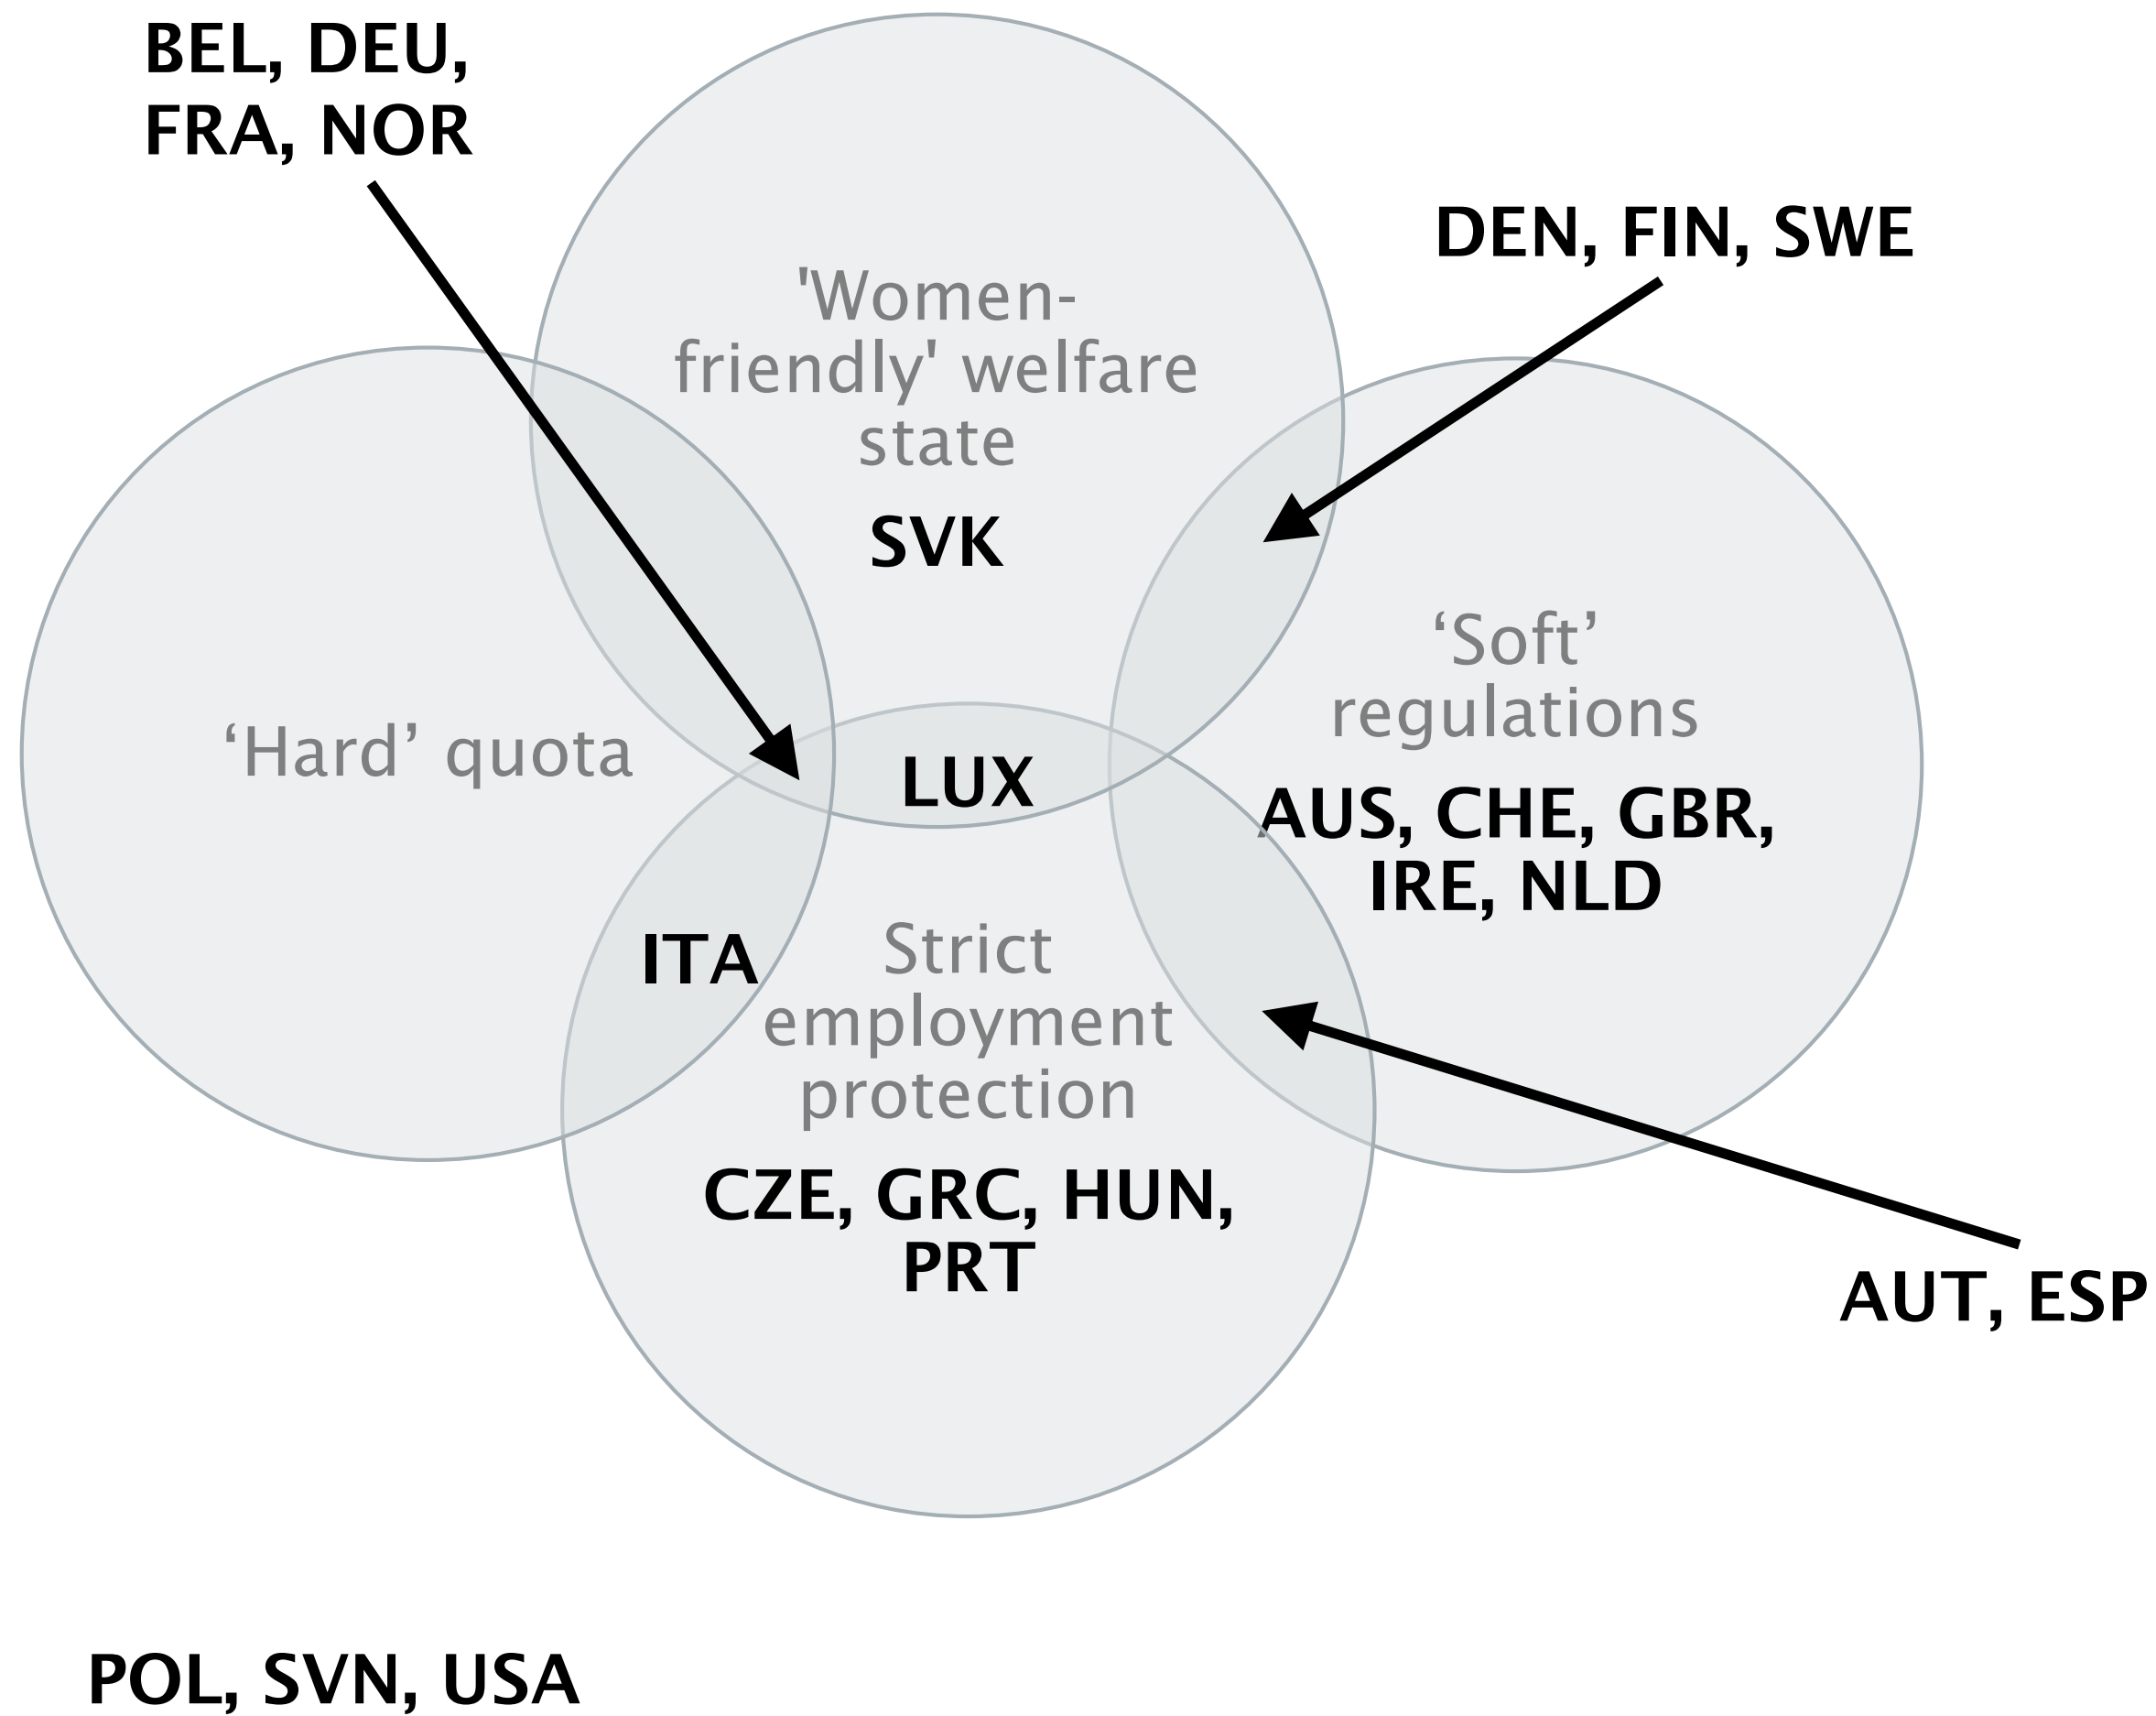 BEL, DEU,
FRA, NOR
DEN, FIN, SWE
'Women-
friendly' welfare
state
SVK
‘Hard’ quota
‘Soft’
regulations
AUS, CHE, GBR,
IRE, NLD
LUX
ITA
Strict
employment
protection
CZE, GRC, HUN,
PRT
AUT, ESP
POL, SVN, USA